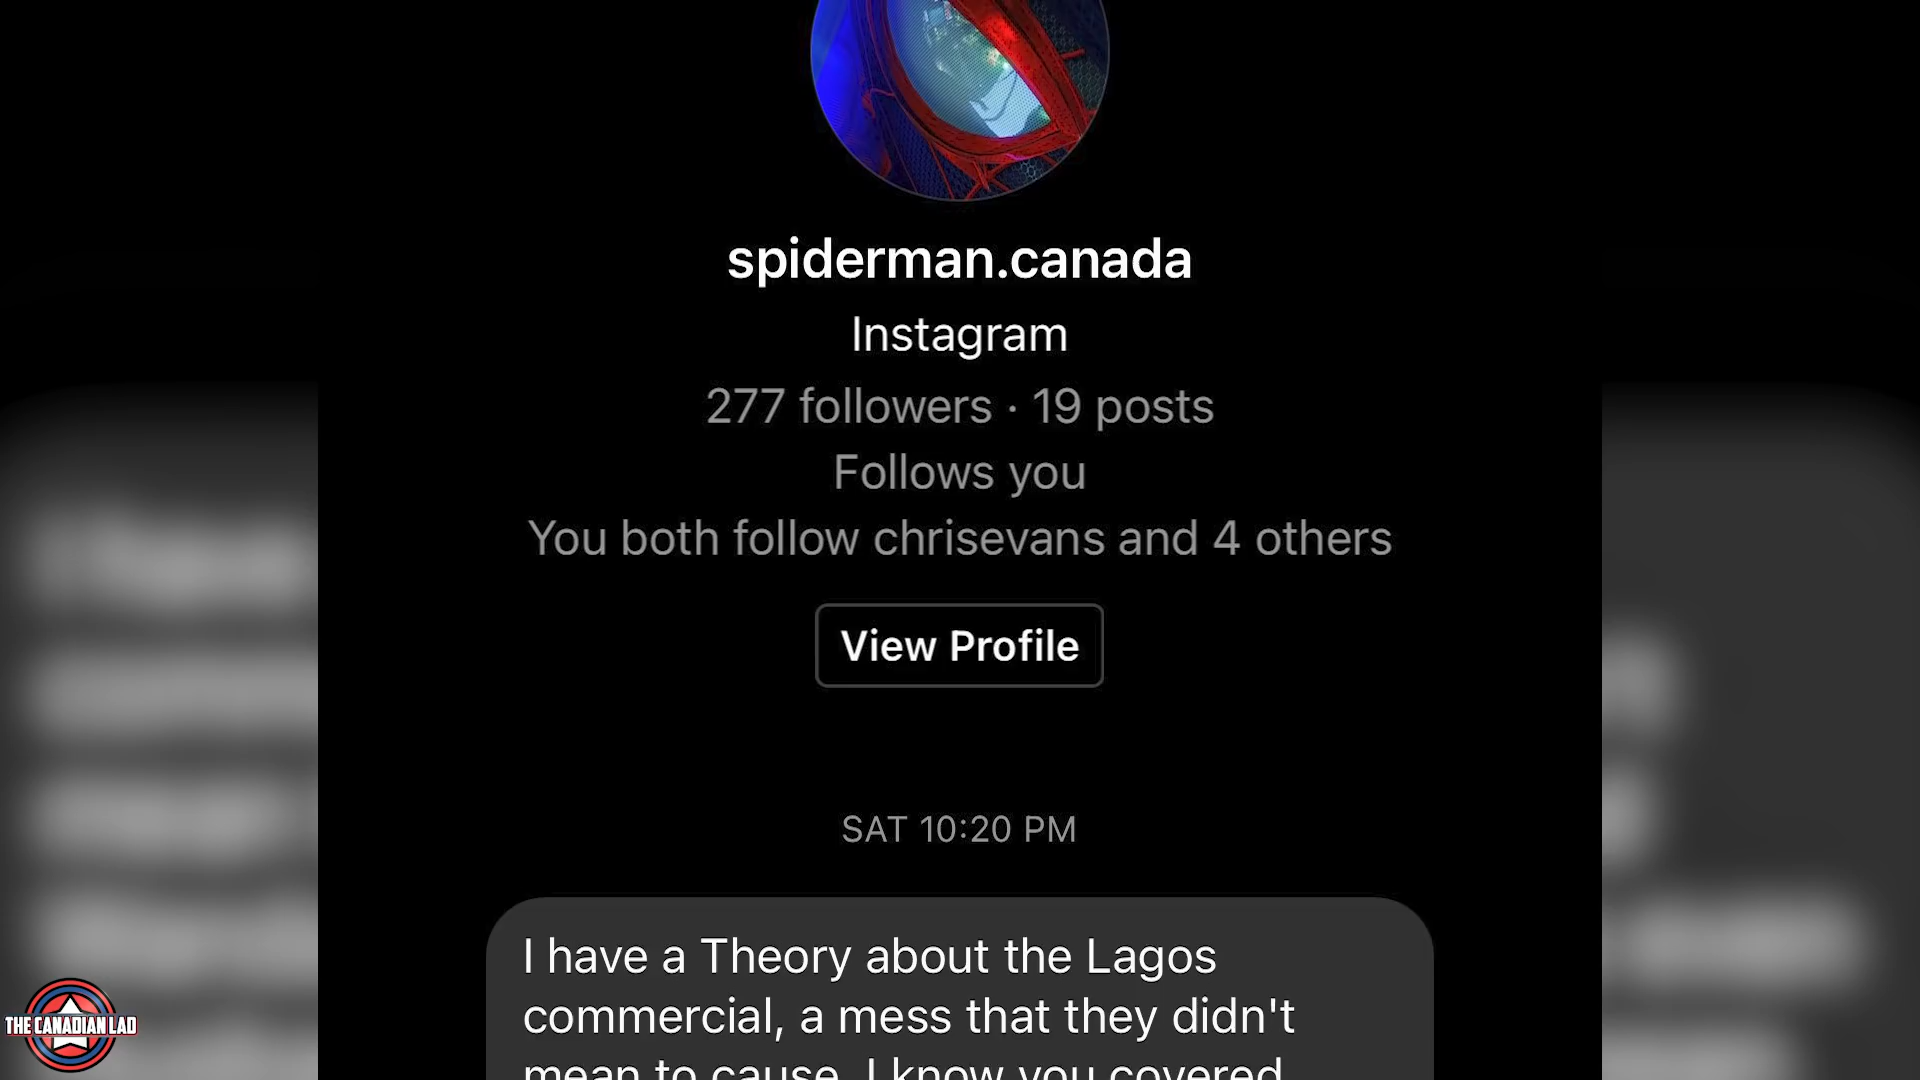 spiderman.canada
Instagram
277 followers · 19 posts
Follows you
You both follow chrisevans and 4 others
View Profile
SAT 10:20 PM
I have a Theory about the Lagos
commercial, a mess that they didn't
mean to cause. I know you covered
THE CANADIAN LAD